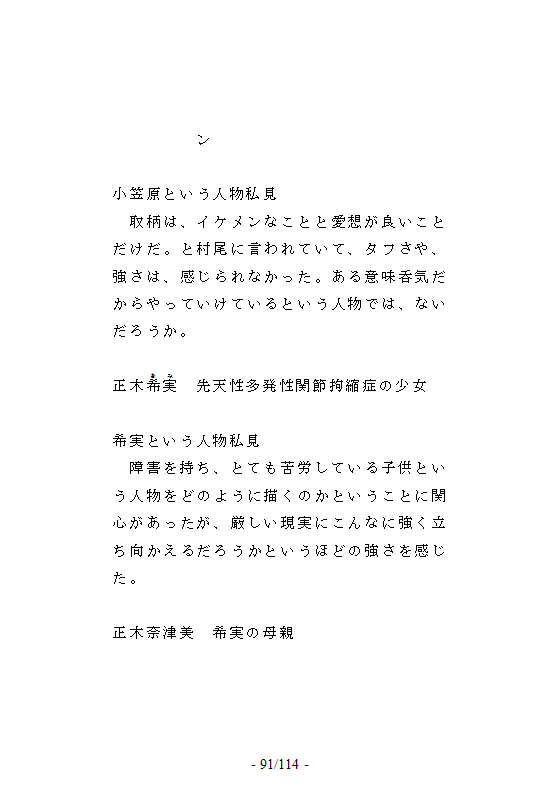 ン
小笠原という人物私見
　取柄は、イケメンなことと愛想が良いこと
だけだ。と村尾に言われていて、タフさや、
強さは、感じられなかった。ある意味呑気だ
からやっていけているという人物では、ない
だろうか。
正木希実　先天性多発性関節拘縮症の少女
希実という人物私見
　障害を持ち、とても苦労している子供とい
う人物をどのように描くのかということに関
心があったが、厳しい現実にこんなに強く立
ち向かえるだろうかというほどの強さを感じ
た。
正木奈津美　希実の母親
- 91/114 -